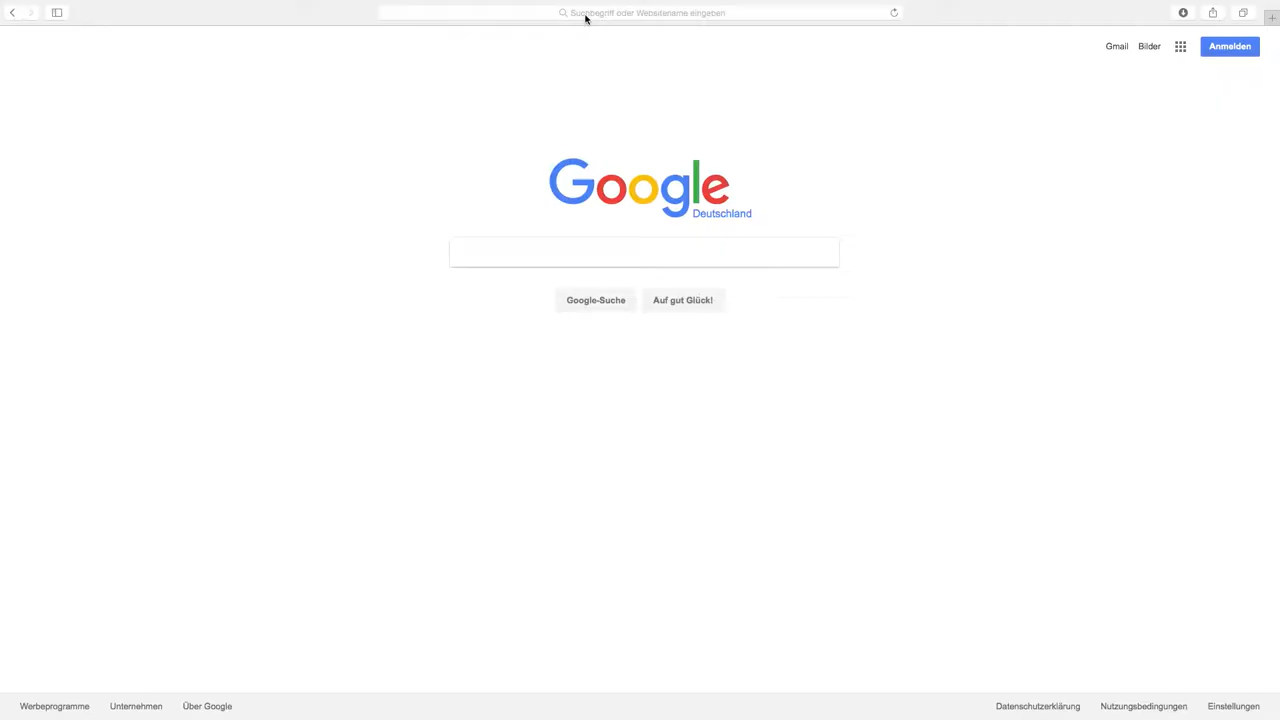 Suchbegriff oder Websitename eingeben
Gmail Bilder Anmelden
Google
Deutschland
Google-Suche Auf gut Glück!
Werbeprogramme Unternehmen Über Google Datenschutzerklärung Nutzungsbedingungen Einstellungen